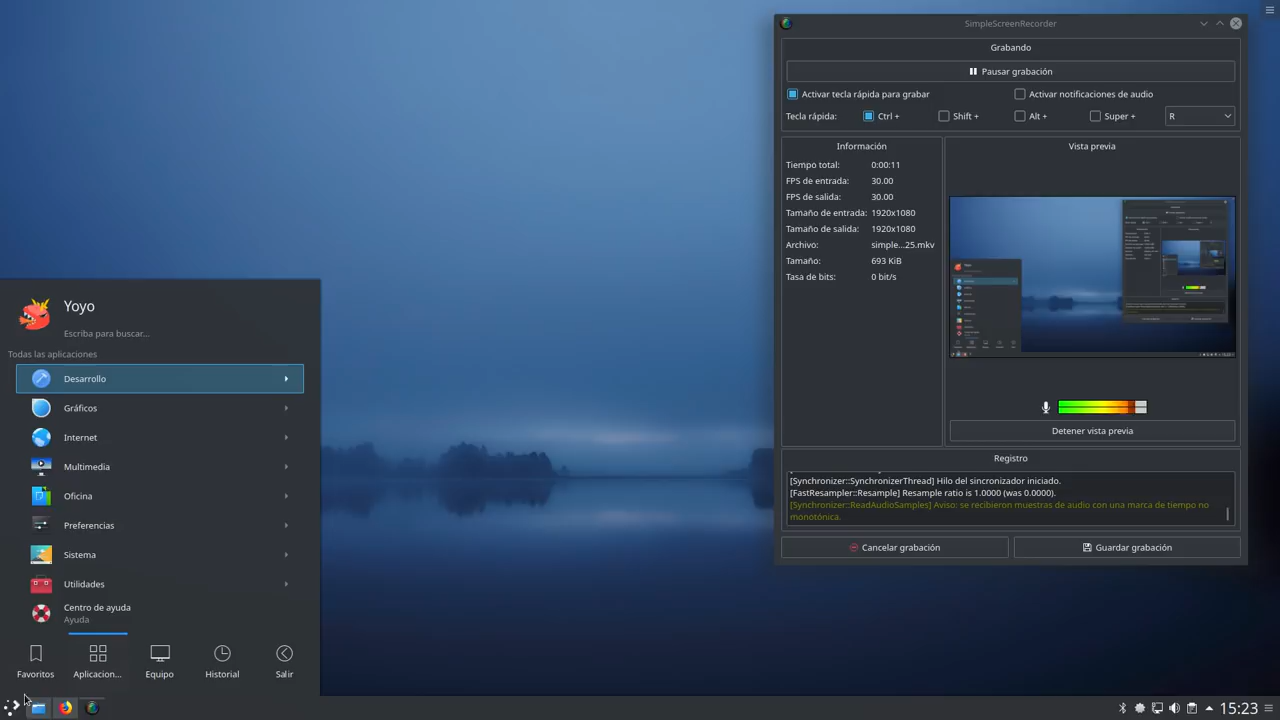 SimpleScreenRecorder
Grabando
Pausar grabación
Activar tecla rápida para grabar
Activar notificaciones de audio
Tecla rápida:
Ctrl +
Shift +
Alt +
Super +
R
Información
Tiempo total: 0:00:11
FPS de entrada: 30.00
FPS de salida: 30.00
Tamaño de entrada: 1920x1080
Tamaño de salida: 1920x1080
Archivo: simple...25.mkv
Tamaño: 693 KiB
Tasa de bits: 0 bit/s
Vista previa
Detener vista previa
Registro
[Synchronizer::SynchronizerThread] Hilo del sincronizador iniciado.
[FastResampler::Resample] Resample ratio is 1.0000 (was 0.0000).
[Synchronizer::ReadAudioSamples] Aviso: se recibieron muestras de audio con una marca de tiempo no
monotónica.
Cancelar grabación
Guardar grabación
Yoyo
Escriba para buscar...
Todas las aplicaciones
Desarrollo
Gráficos
Internet
Multimedia
Oficina
Preferencias
Sistema
Utilidades
Centro de ayuda
Ayuda
Favoritos
Aplicacion...
Equipo
Historial
Salir
15:23